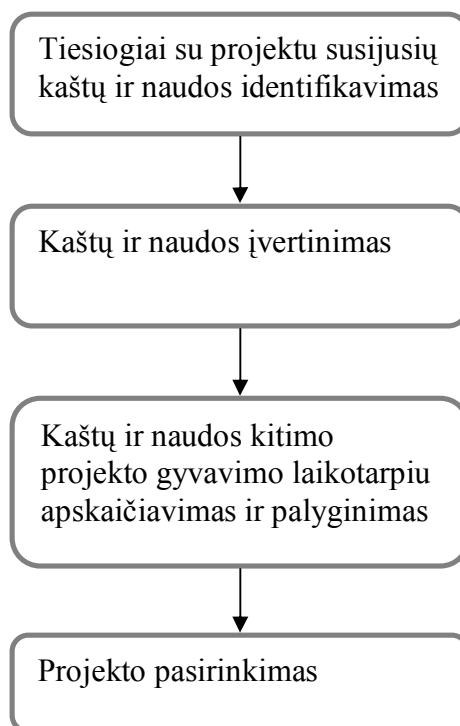 Tiesiogiai su projektu susijusių
kaštų ir naudos identifikavimas
Kaštų ir naudos įvertinimas
Kaštų ir naudos kitimo
projekto gyvavimo laikotarpiu
apskaičiavimas ir palyginimas
Projekto pasirinkimas